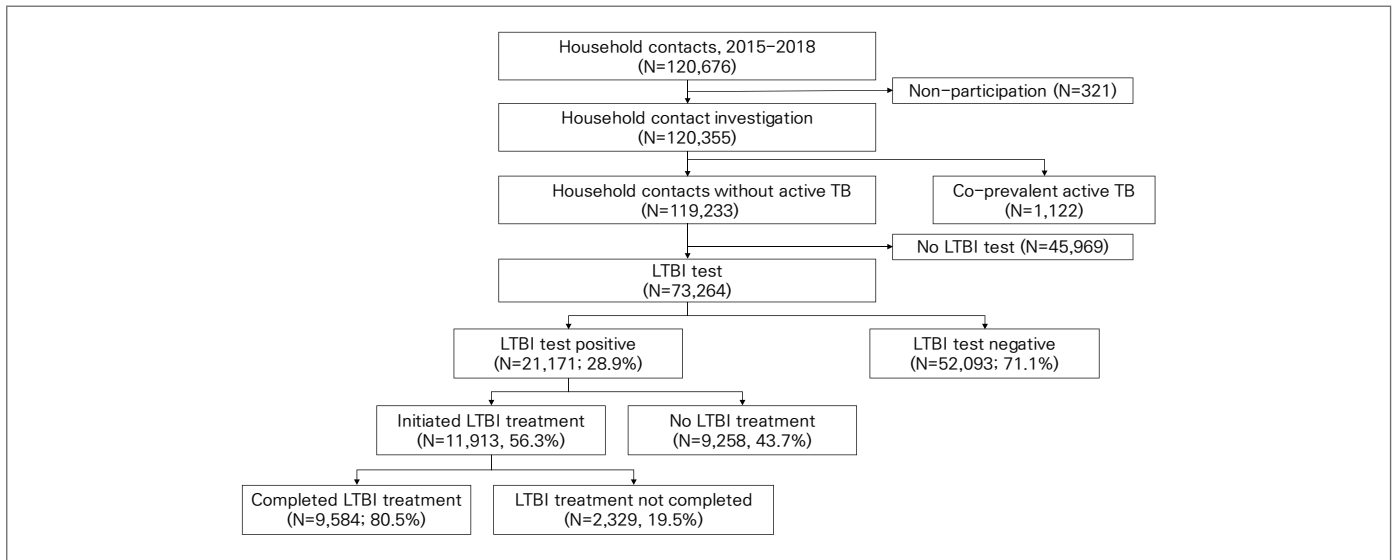 Household contacts, 2015−2018
(N=120,676)
Non-participation (N=321)
Household contact investigation
(N=120,355)
Household contacts without active TB
(N=119,233)
Co-prevalent active TB
(N=1,122)
No LTBI test (N=45,969)
LTBI test
(N=73,264)
LTBI test positive
(N=21,171; 28.9%)
LTBI test negative
(N=52,093; 71.1%)
Initiated LTBI treatment
(N=11,913, 56.3%)
No LTBI treatment
(N=9,258, 43.7%)
Completed LTBI treatment
(N=9,584; 80.5%)
LTBI treatment not completed
(N=2,329, 19.5%)